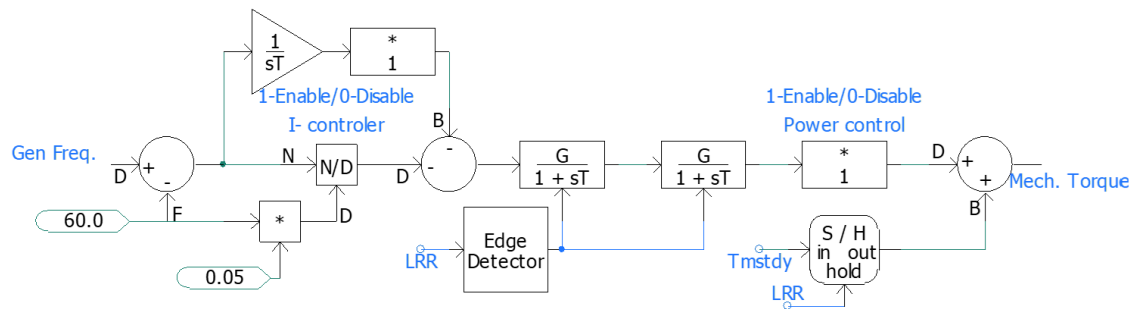 1
sT
*
1
1-Enable/0-Disable
I- controler
1-Enable/0-Disable
Power control
B
-
Gen Freq.
D
+
-
N
N/D
D
-
G
1 + sT
G
1 + sT
*
1
D
+
+
Mech. Torque
B
60.0
F
*
D
0.05
LRR
Edge
Detector
S / H
in out
hold
Tmstdy
LRR